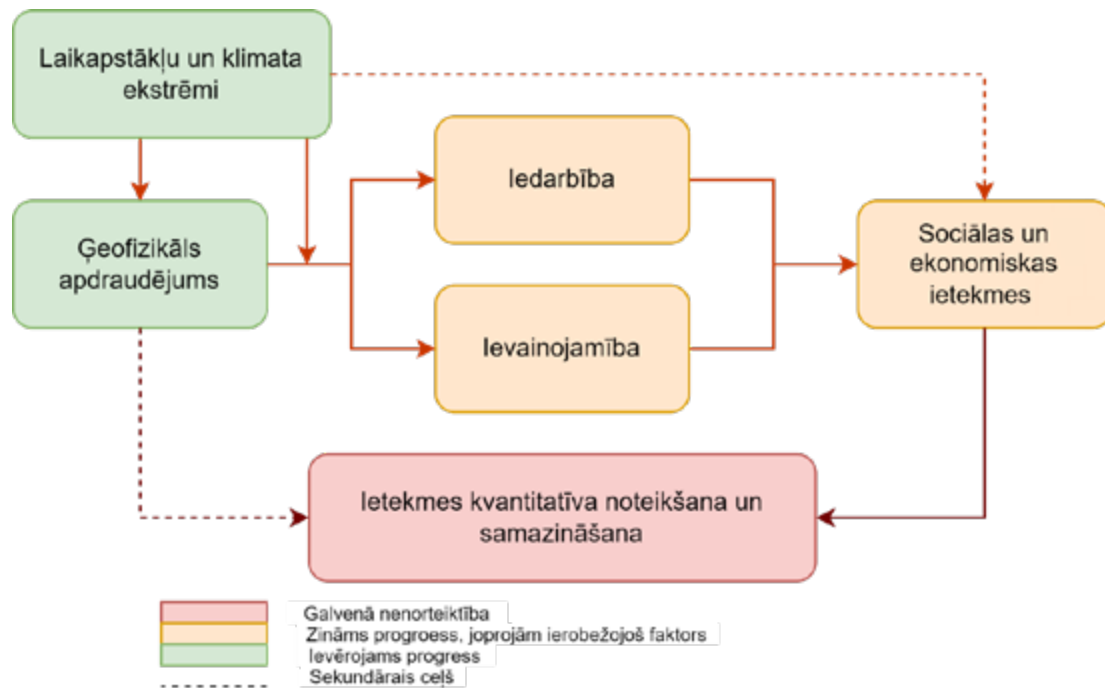 Laikapstākļu un klimata
ekstrēmi
Iedarbība
Ģeofizikāls
apdraudējums
Sociālas un
ekonomiskas
ietekmes
Ievainojamība
Ietekmes kvantitatīva noteikšana un
samazināšana
Galvenā nenorteiktība
Zināms progroess, joprojām ierobežojoš faktors
Ievērojams progress
Sekundārais ceļš